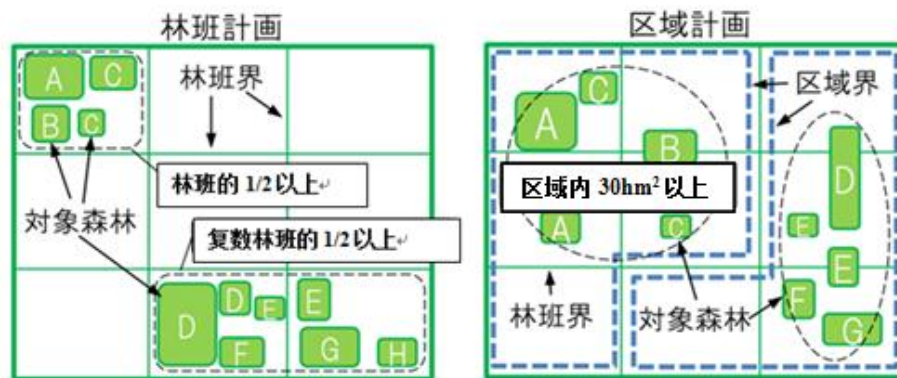 林班計画
A
C
B
C
林班界
林班的 1/2 以上
対象森林
复数林班的 1/2 以上
D
D
E
E
F
G
H
区域計画
区域界
C
A
B
区域内 30hm² 以上
D
A
C
E
E
林班界
対象森林
F
G